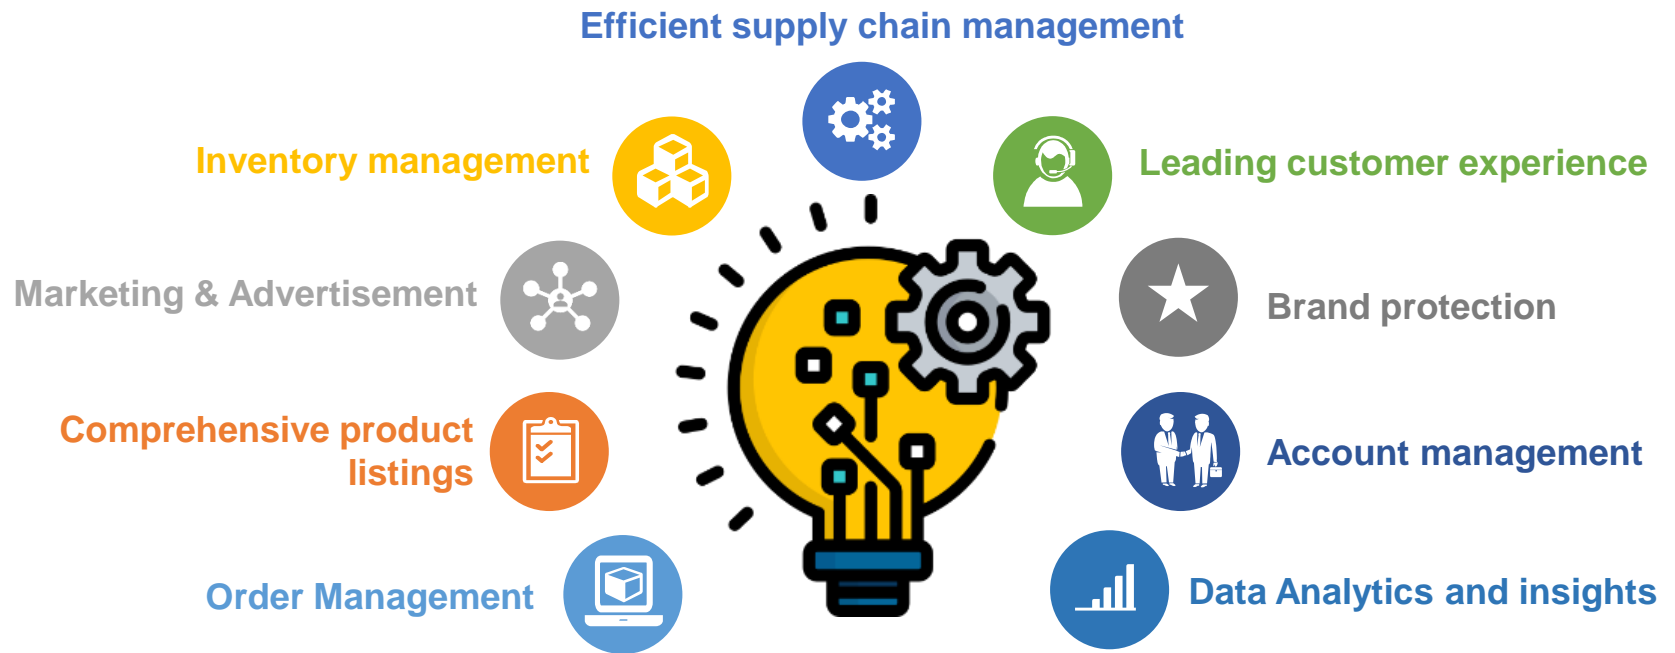 Efficient supply chain management
Inventory management
Leading customer experience
Marketing & Advertisement
Brand protection
Comprehensive product
listings
Account management
Order Management
Data Analytics and insights